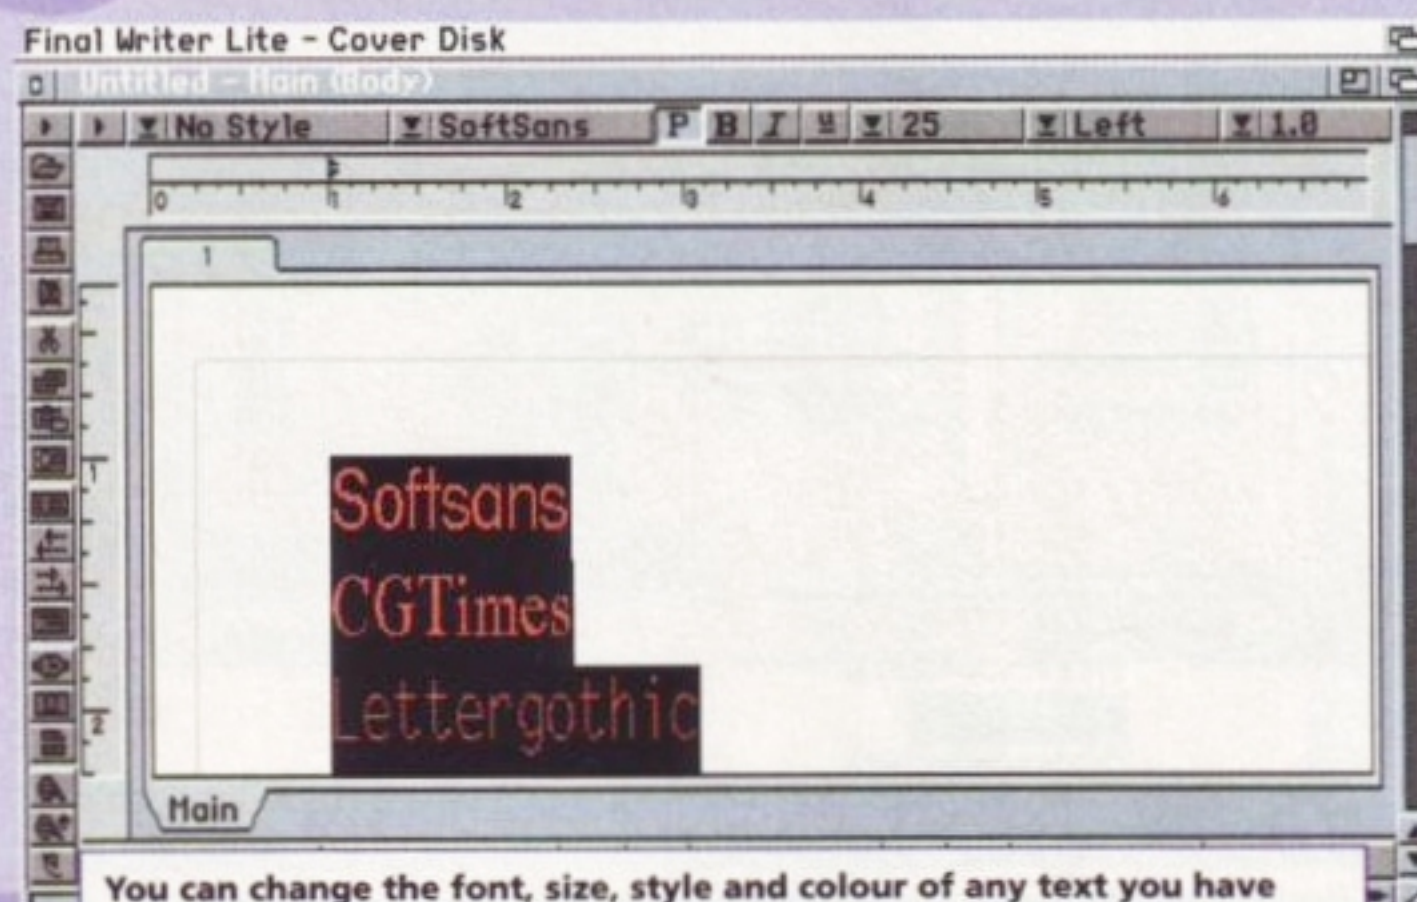 Final Writer Lite - Cover Disk
Untitled - Main (Body)
No Style SoftSans P B I U 25 Left 1.0
0 1 2 3 4 5 6
1
1
Softsans
CGTimes
Lettergothic
2
Main
You can change the font, size, style and colour of any text you have